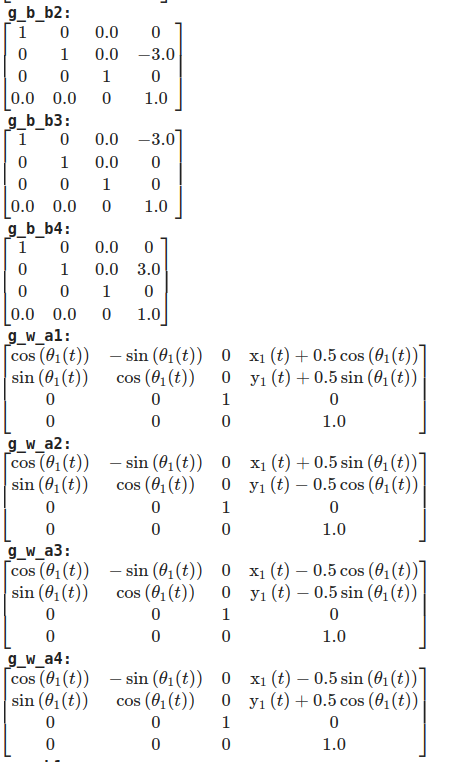 g_b_b2:
1 0 0.0 0
0 1 0.0 −3.0
0 0 1 0
0.0 0.0 0 1.0
g_b_b3:
1 0 0.0 −3.0
0 1 0.0 0
0 0 1 0
0.0 0.0 0 1.0
g_b_b4:
1 0 0.0 0
0 1 0.0 3.0
0 0 1 0
0.0 0.0 0 1.0
g_w_a1:
cos (θ₁(t)) − sin (θ₁(t)) 0 x₁ (t) + 0.5 cos (θ₁(t))
sin (θ₁(t)) cos (θ₁(t)) 0 y₁ (t) + 0.5 sin (θ₁(t))
0 0 1 0
0 0 0 1.0
g_w_a2:
cos (θ₁(t)) − sin (θ₁(t)) 0 x₁ (t) + 0.5 sin (θ₁(t))
sin (θ₁(t)) cos (θ₁(t)) 0 y₁ (t) − 0.5 cos (θ₁(t))
0 0 1 0
0 0 0 1.0
g_w_a3:
cos (θ₁(t)) − sin (θ₁(t)) 0 x₁ (t) − 0.5 cos (θ₁(t))
sin (θ₁(t)) cos (θ₁(t)) 0 y₁ (t) − 0.5 sin (θ₁(t))
0 0 1 0
0 0 0 1.0
g_w_a4:
cos (θ₁(t)) − sin (θ₁(t)) 0 x₁ (t) − 0.5 sin (θ₁(t))
sin (θ₁(t)) cos (θ₁(t)) 0 y₁ (t) + 0.5 cos (θ₁(t))
0 0 1 0
0 0 0 1.0